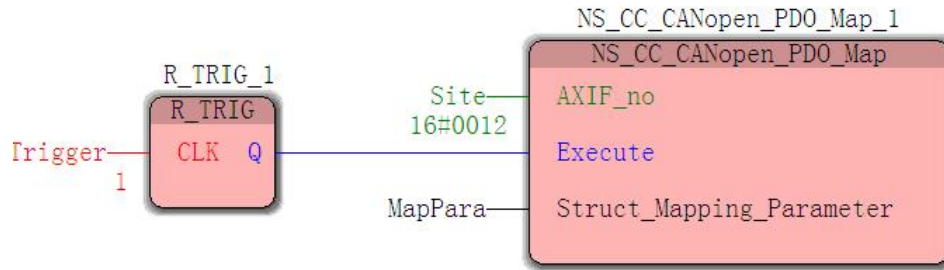 NS_CC_CANopen_PDO_Map_1
NS_CC_CANopen_PDO_Map
R_TRIG_1
R_TRIG
Site
16#0012
AXIF_no
Trigger
1
CLK Q
Execute
MapPara
Struct_Mapping_Parameter